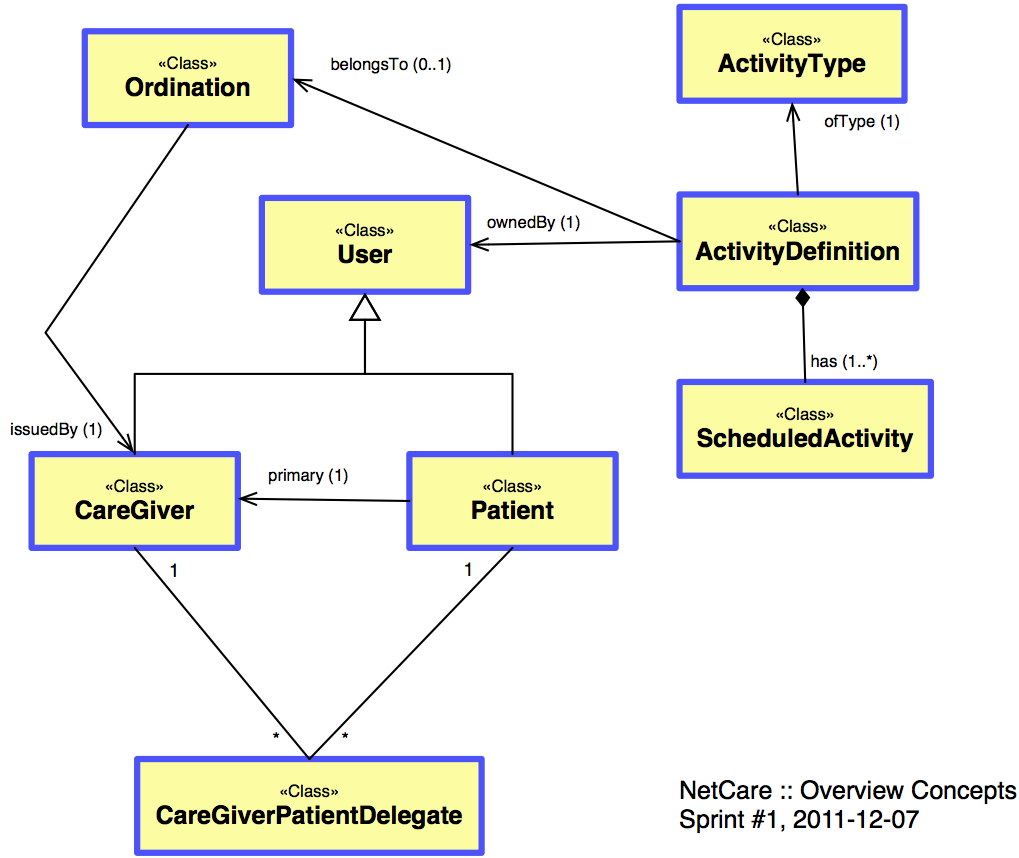 «Class»
Ordination
belongsTo (0..1)
«Class»
ActivityType
ofType (1)
«Class»
User
ownedBy (1)
«Class»
ActivityDefinition
has (1..*)
«Class»
ScheduledActivity
issuedBy (1)
«Class»
CareGiver
primary (1)
«Class»
Patient
1
1
*
*
«Class»
CareGiverPatientDelegate
NetCare :: Overview Concepts
Sprint #1, 2011-12-07